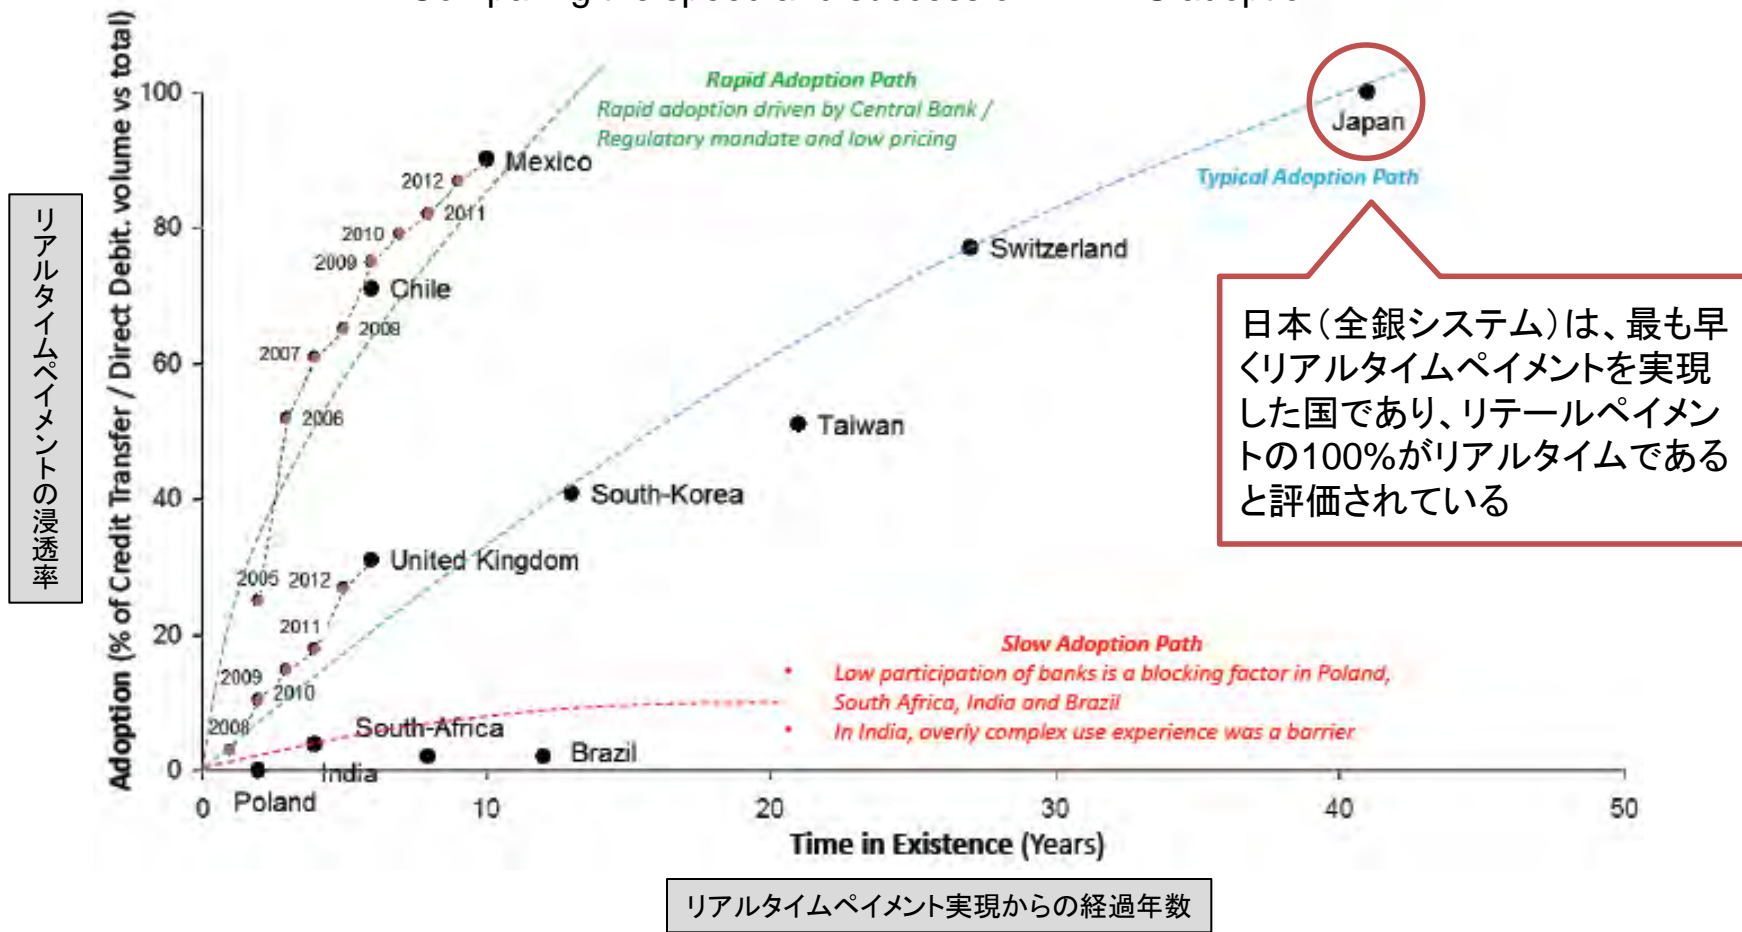 Adoption (% of Credit Transfer / Direct Debit. volume vs total)
リアルタイムペイメントの浸透率
100
80
60
40
20
0
Rapid Adoption Path
Rapid adoption driven by Central Bank /
Regulatory mandate and low pricing
Japan
Typical Adoption Path
Mexico
2012
2011
2010
2009
Chile
2008
2007
2006
2005
Switzerland
Taiwan
South-Korea
United Kingdom
2012
2011
2010
2009
2008
日本(全銀システム)は、最も早
くリアルタイムペイメントを実現
した国であり、リテールペイメン
トの100%がリアルタイムである
と評価されている
Slow Adoption Path
• Low participation of banks is a blocking factor in Poland,
South Africa, India and Brazil
• In India, overly complex use experience was a barrier
South-Africa
Brazil
India
Poland
0
10
20
30
40
50
Time in Existence (Years)
リアルタイムペイメント実現からの経過年数